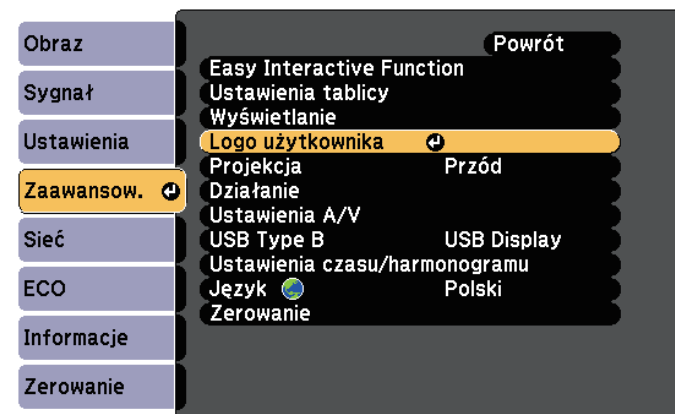 Obraz
Sygnał
Ustawienia
Zaawansow.
Sieć
ECO
Informacje
Zerowanie
Powrót
Easy Interactive Function
Ustawienia tablicy
Wyświetlanie
Logo użytkownika
Projekcja Przód
Działanie
Ustawienia A/V
USB Type B USB Display
Ustawienia czasu/harmonogramu
Język Polski
Zerowanie